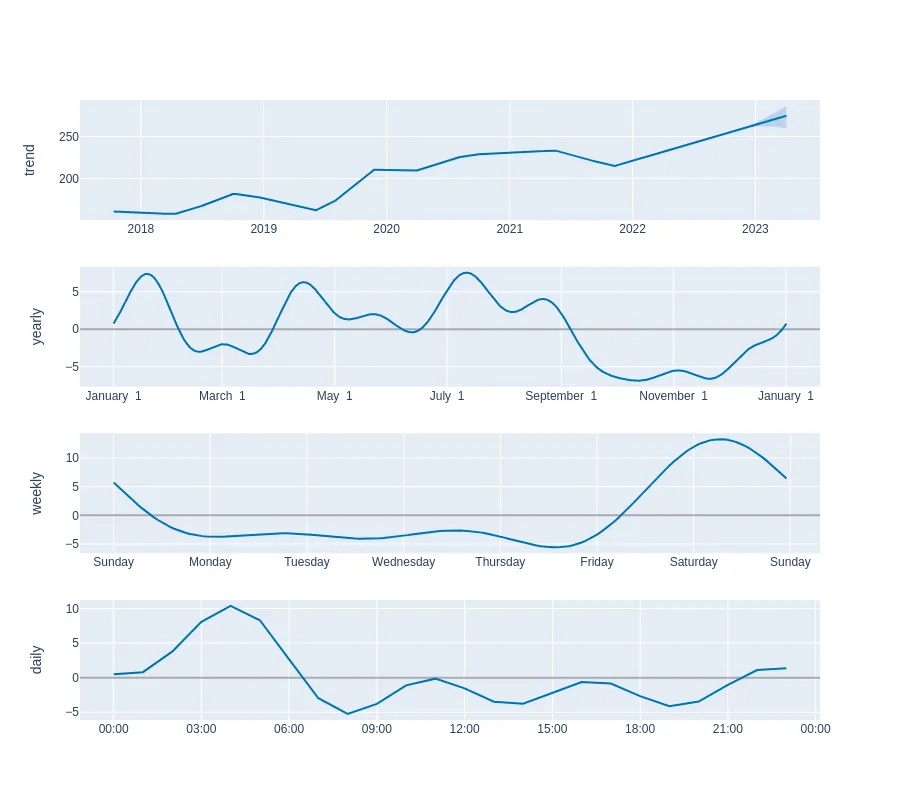 trend
250
200
2018 2019 2020 2021 2022 2023
yearly
5
0
−5
January 1 March 1 May 1 July 1 September 1 November 1 January 1
weekly
10
5
0
−5
Sunday Monday Tuesday Wednesday Thursday Friday Saturday Sunday
daily
10
5
0
−5
00:00 03:00 06:00 09:00 12:00 15:00 18:00 21:00 00:00